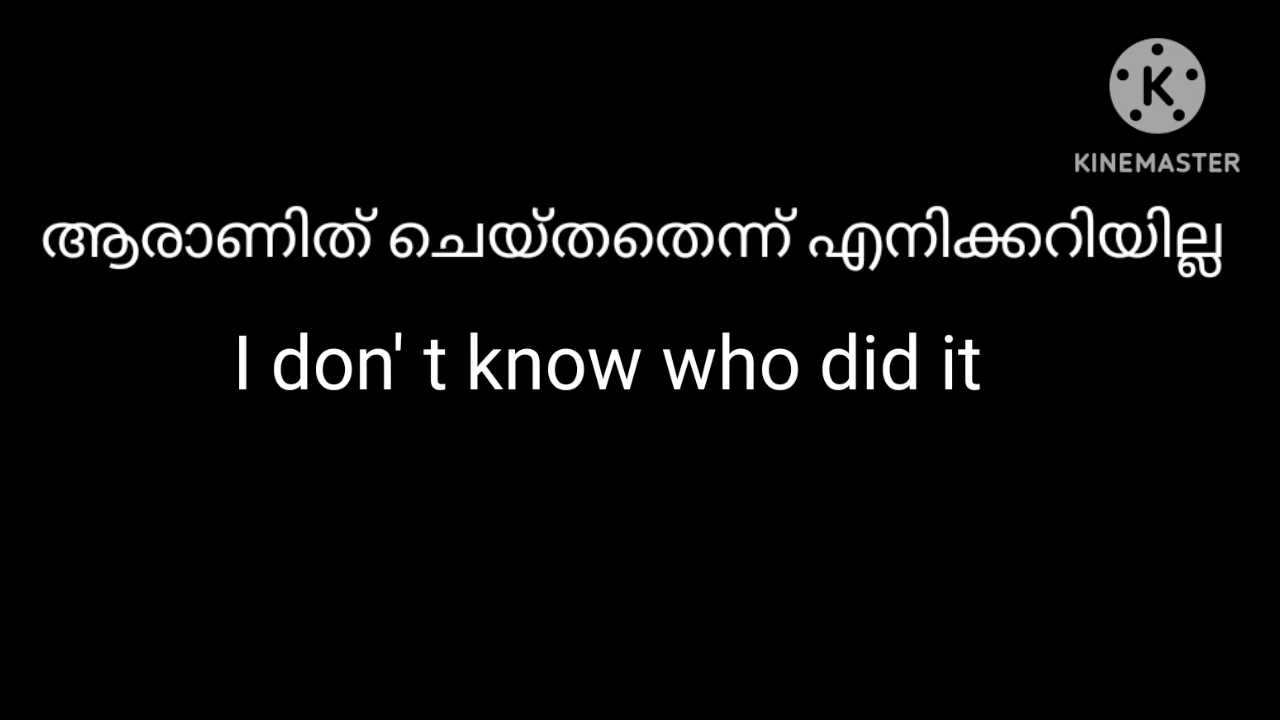 K
KINEMASTER
ആരാണിത് ചെയ്തതെന്ന് എനിക്കറിയില്ല
I don' t know who did it